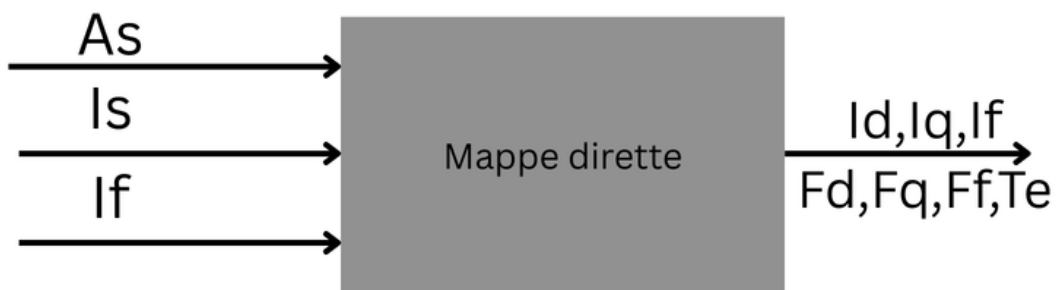 As
Is
If
Mappe dirette
Id,Iq,If
Fd,Fq,Ff,Te